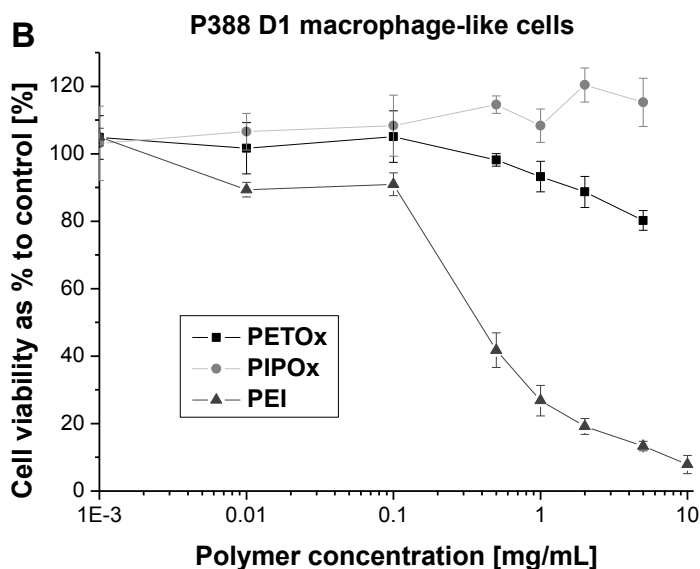 B
P388 D1 macrophage-like cells
Cell viability as % to control [%]
120
100
80
60
40
20
0
PETOx
PIPOx
PEI
1E-3 0.01 0.1 1 10
Polymer concentration [mg/mL]